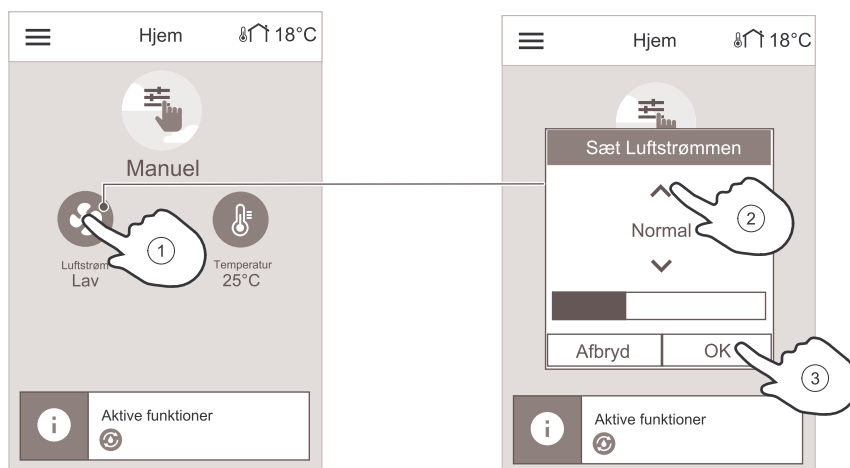 Hjem 18°C
Manuel
1
Luftstrøm
Lav
Temperatur
25°C
i
Aktive funktioner
Hjem 18°C
Sæt Luftstrømmen
2
Normal
Afbryd OK
3
i
Aktive funktioner